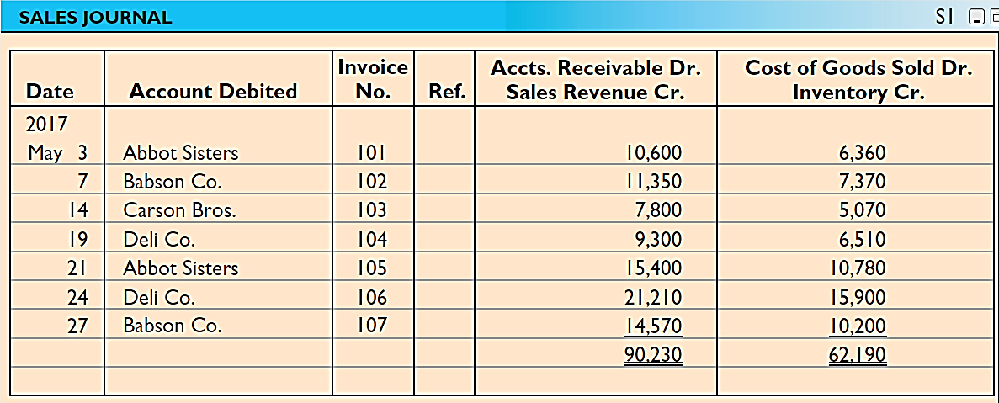 SALES JOURNAL S1
Invoice Accts. Receivable Dr. Cost of Goods Sold Dr.
Date Account Debited No. Ref. Sales Revenue Cr. Inventory Cr.
2017
May 3 Abbot Sisters 101 10,600 6,360
7 Babson Co. 102 11,350 7,370
14 Carson Bros. 103 7,800 5,070
19 Deli Co. 104 9,300 6,510
21 Abbot Sisters 105 15,400 10,780
24 Deli Co. 106 21,210 15,900
27 Babson Co. 107 14,570 10,200
90,230 62,190